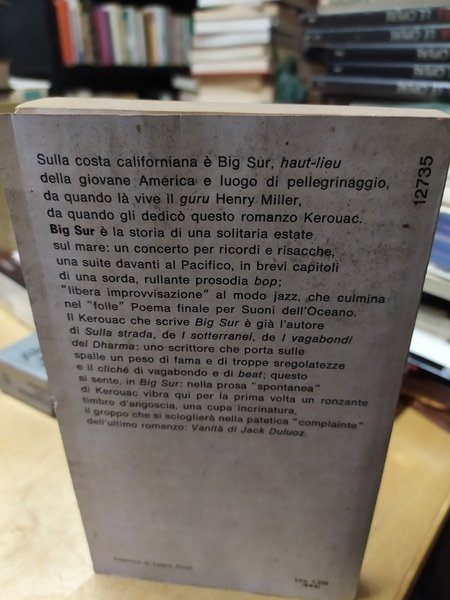 Sulla costa californiana è Big Sur, haut-lieu
della giovane America e luogo di pellegrinaggio,
da quando là vive il guru Henry Miller,
da quando gli dedicò questo romanzo Kerouac.
Big Sur è la storia di una solitaria estate
sul mare: un concerto per ricordi e risacche,
una suite davanti al Pacifico, in brevi capitoli
di una sorda, rullante prosodia bop;
"libera improvvisazione" al modo jazz, che culmina
nel "folle" Poema finale per Suoni dell'Oceano.
Il Kerouac che scrive Big Sur è già l'autore
di Sulla strada, de I sotterranei, de I vagabondi
del Dharma: uno scrittore che porta sulle
spalle un peso di fama e di troppe sregolatezze
e il cliché di vagabondo e di beat; questo
si sente, in Big Sur: nella prosa "spontanea"
di Kerouac vibra qui per la prima volta un ronzante
timbro d'angoscia, una cupa incrinatura,
il groppo che si scioglierà nella patetica "complainte"
dell'ultimo romanzo: Vanità di Jack Duluoz.
12735